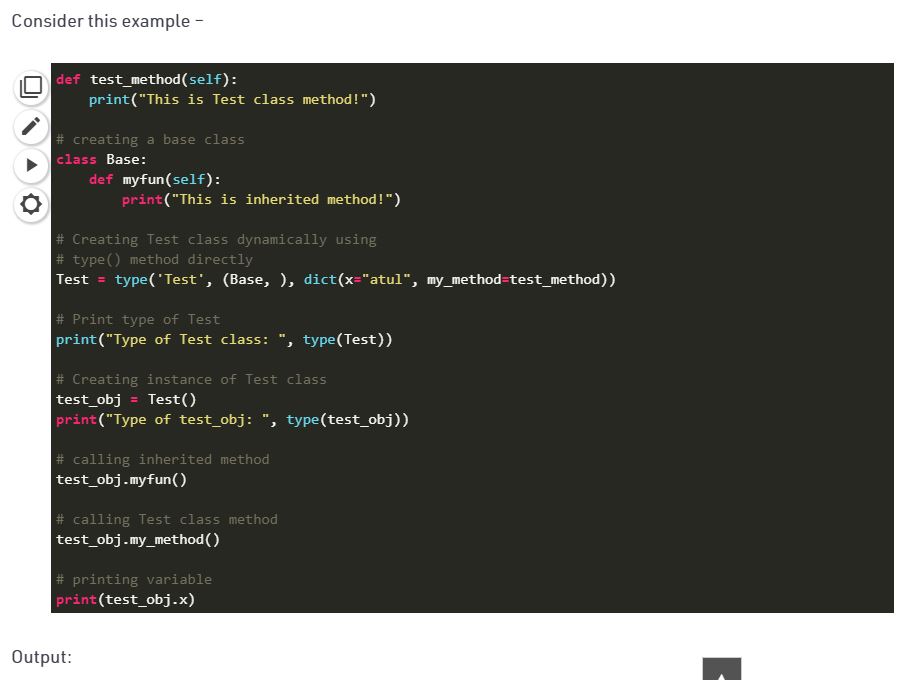 Consider this example –
def test_method(self):
    print("This is Test class method!")
# creating a base class
class Base:
    def myfun(self):
        print("This is inherited method!")
# Creating Test class dynamically using
# type() method directly
Test = type('Test', (Base, ), dict(x="atul", my_method=test_method))
# Print type of Test
print("Type of Test class: ", type(Test))
# Creating instance of Test class
test_obj = Test()
print("Type of test_obj: ", type(test_obj))
# calling inherited method
test_obj.myfun()
# calling Test class method
test_obj.my_method()
# printing variable
print(test_obj.x)
Output: